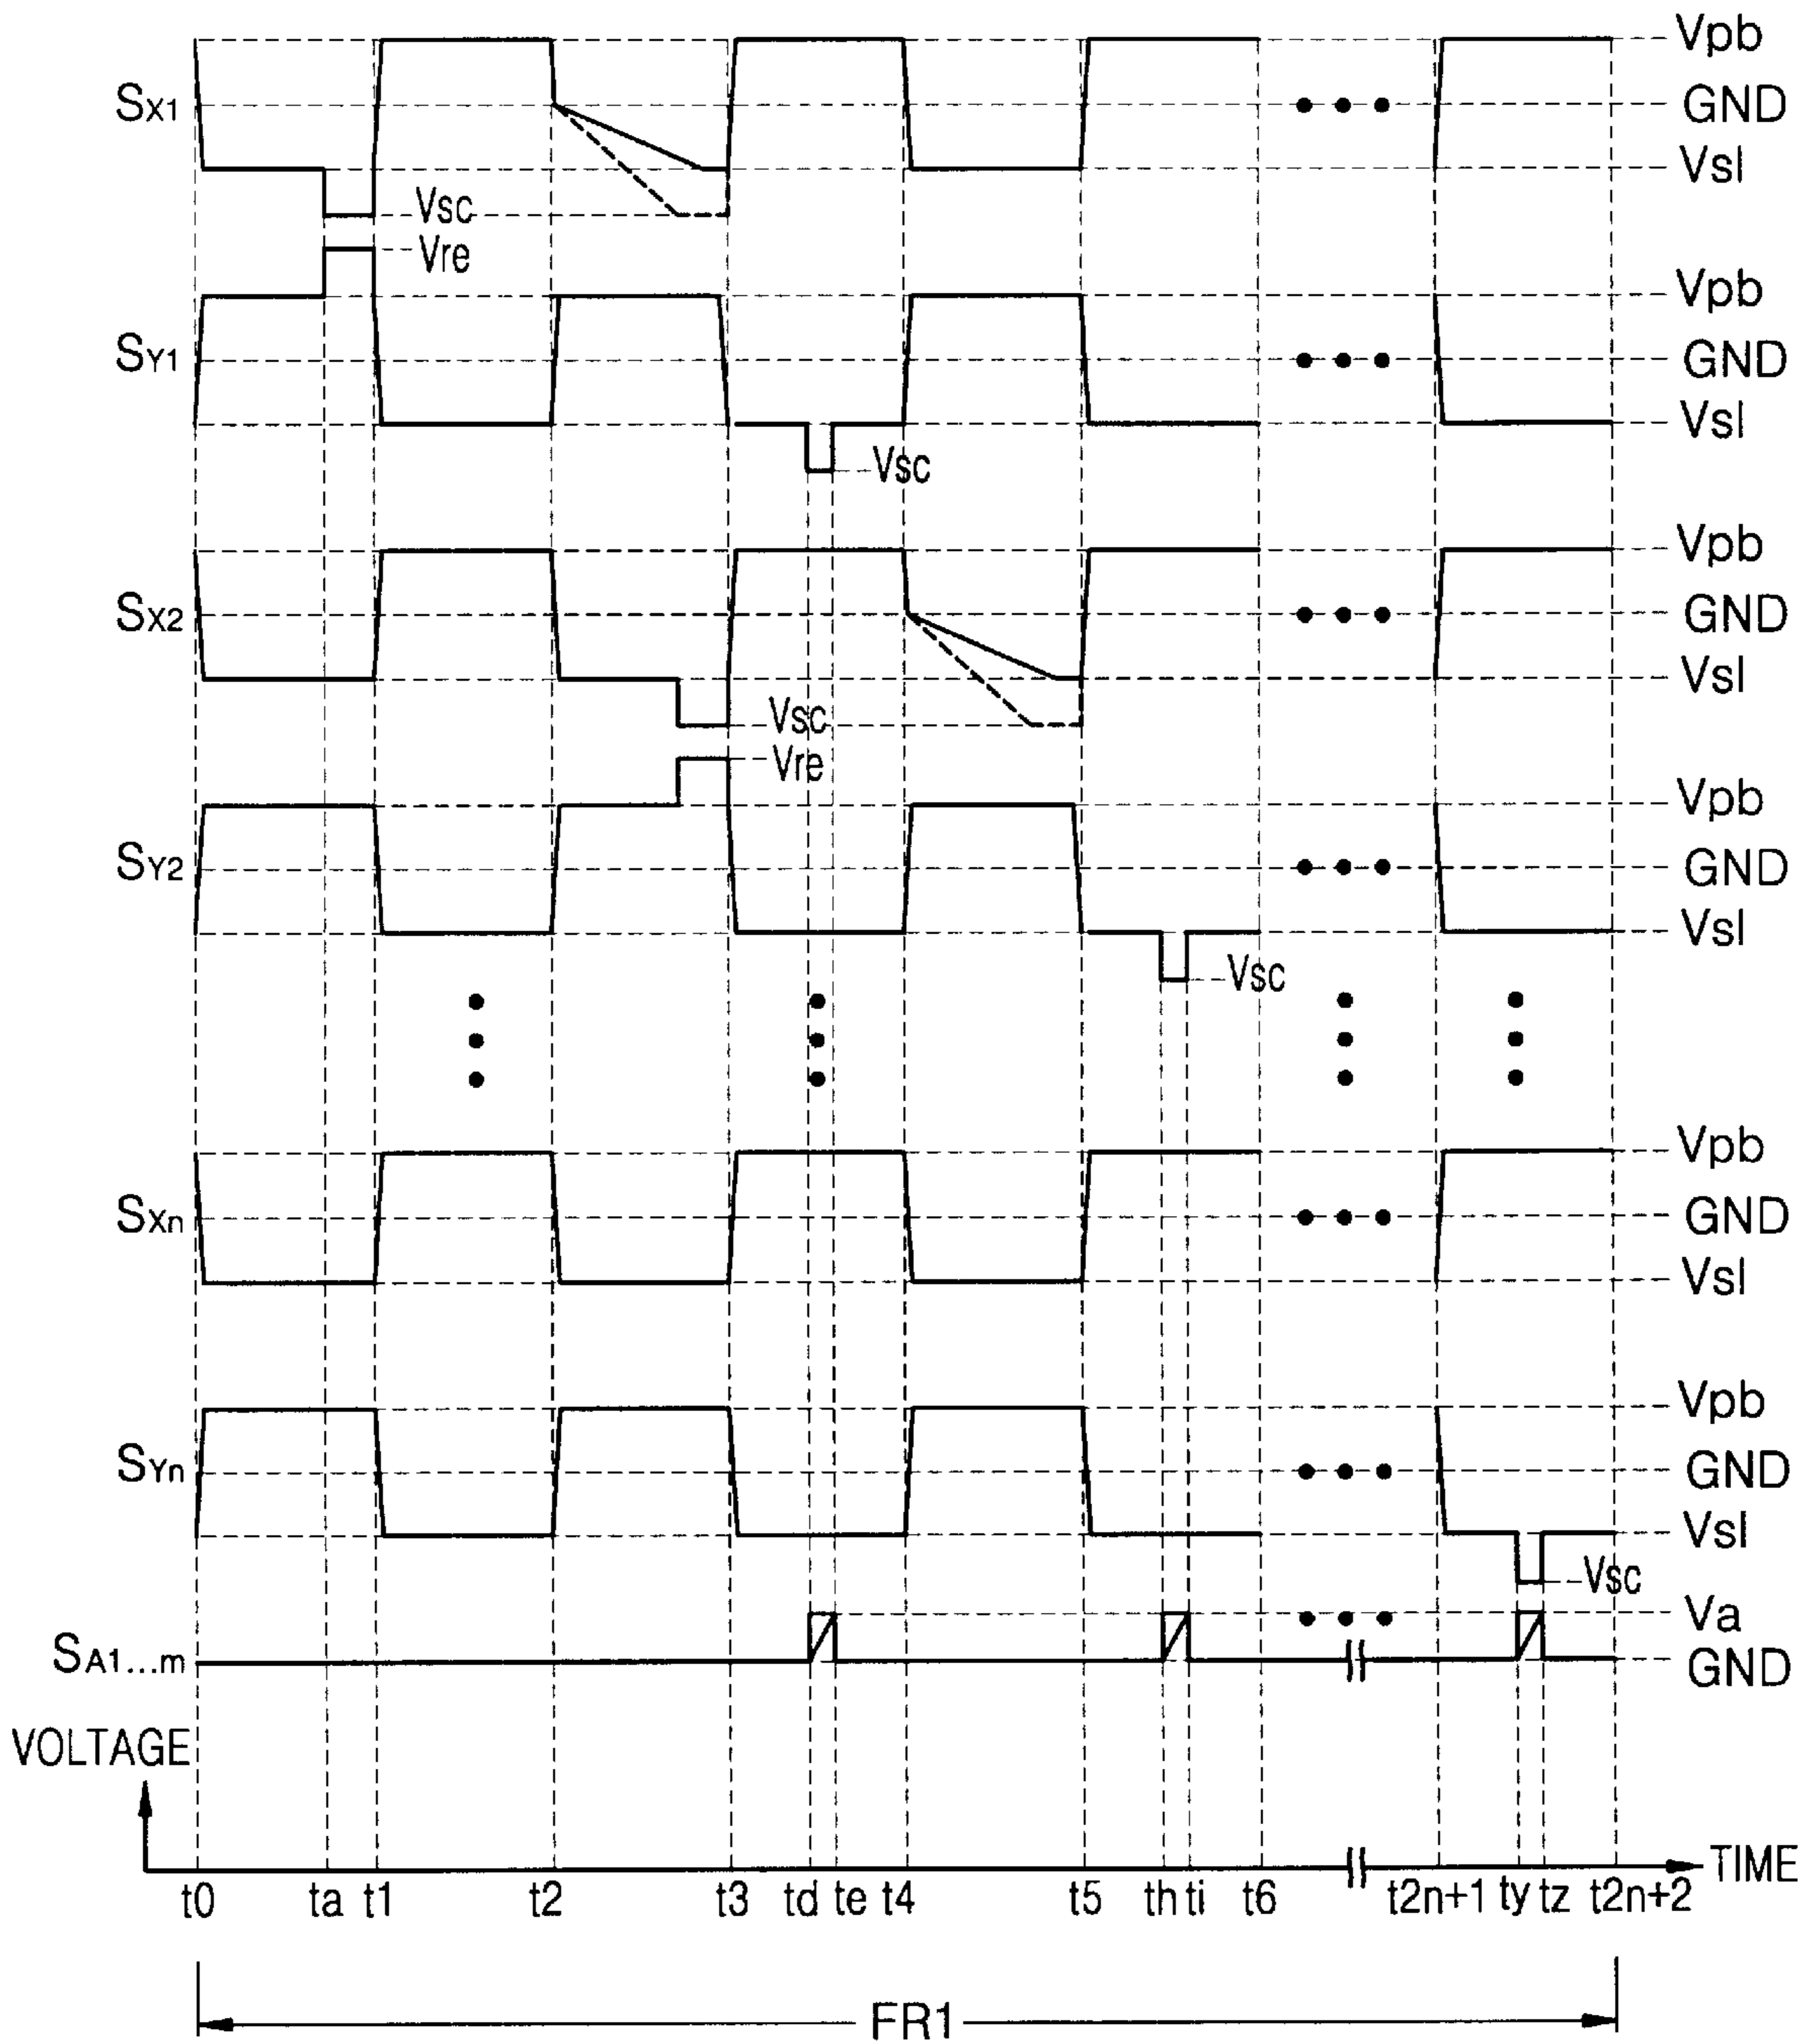 Vpb
SX1
GND
Vsl
Vsc
Vre
Vpb
SY1
GND
Vsl
Vsc
Vpb
SX2
GND
Vsl
Vsc
Vre
Vpb
SY2
GND
Vsl
Vsc
Vpb
SXn
GND
Vsl
Vpb
SYn
GND
Vsl
Vsc
Va
SA1...m
GND
VOLTAGE
TIME
t0 ta t1 t2 t3 td te t4 t5 th ti t6 t2n+1 ty tz t2n+2
FR1